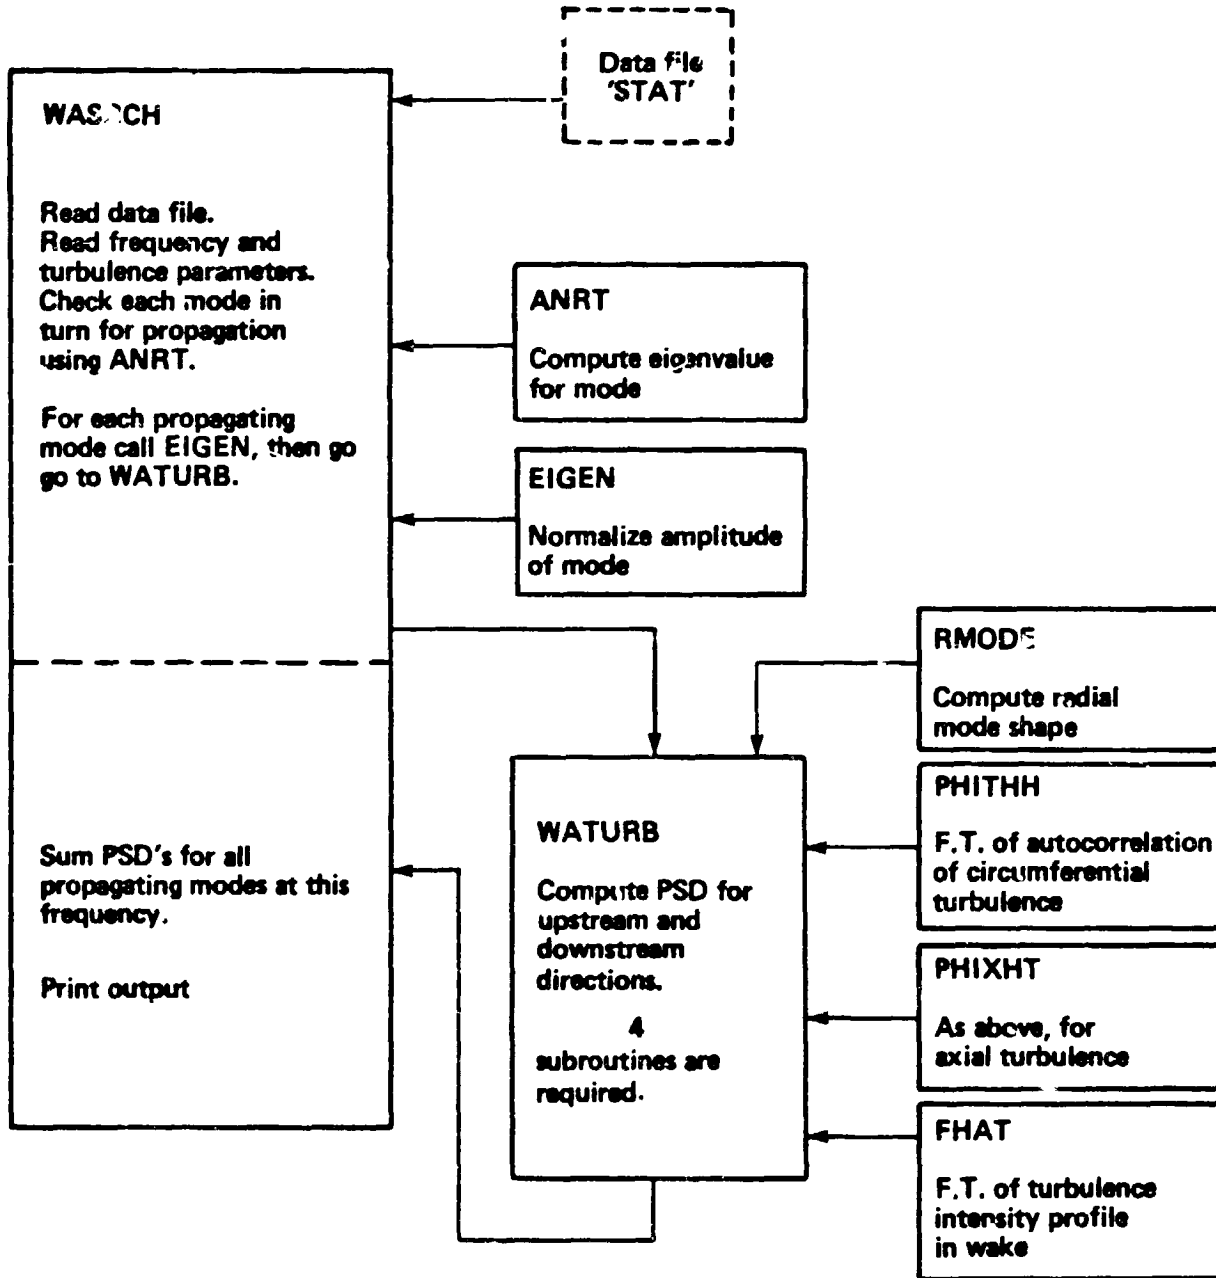 Data file
'STAT'
Read data file.
Read frequency and
turbulence parameters.
Check each mode in
turn for propagation
using ANRT.
For each propagating
mode call EIGEN, then go
go to WATURB.
ANRT
Compute eigenvalue
for mode
EIGEN
Normalize amplitude
of mode
Sum PSD's for all
propagating modes at this
frequency.
Print output
WATURB
Compute PSD for
upstream and
downstream
directions.
4
subroutines are
required.
RMODE
Compute radial
mode shape
PHITHH
F.T. of autocorrelation
of circumferential
turbulence
PHIXHT
As above, for
axial turbulence
FHAT
F.T. of turbulence
intensity profile
in wake